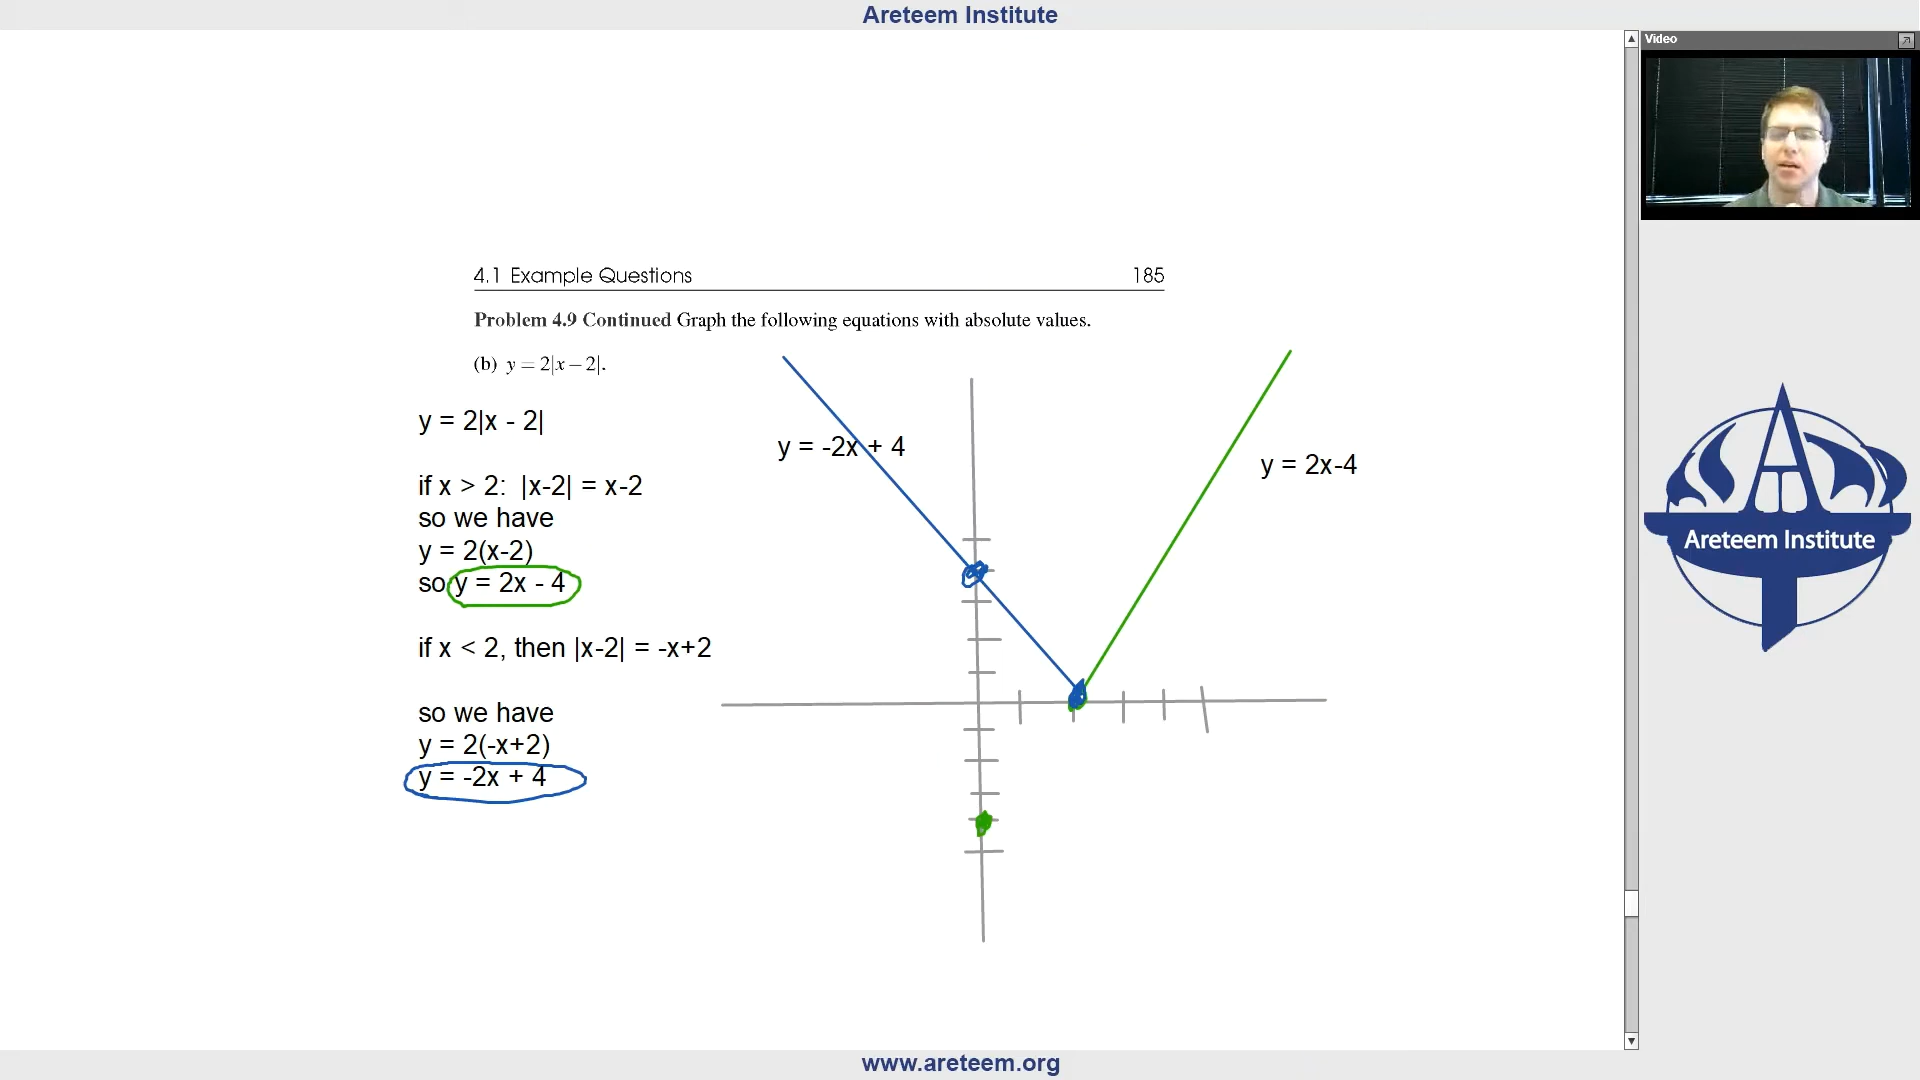 Areteem Institute
Video
4.1 Example Questions 185
Problem 4.9 Continued Graph the following equations with absolute values.
(b) y = 2|x − 2|.
y = 2|x - 2|
y = -2x + 4
y = 2x-4
if x > 2: |x-2| = x-2
so we have
y = 2(x-2)
so y = 2x - 4
Areteem Institute
if x < 2, then |x-2| = -x+2
so we have
y = 2(-x+2)
y = -2x + 4
www.areteem.org